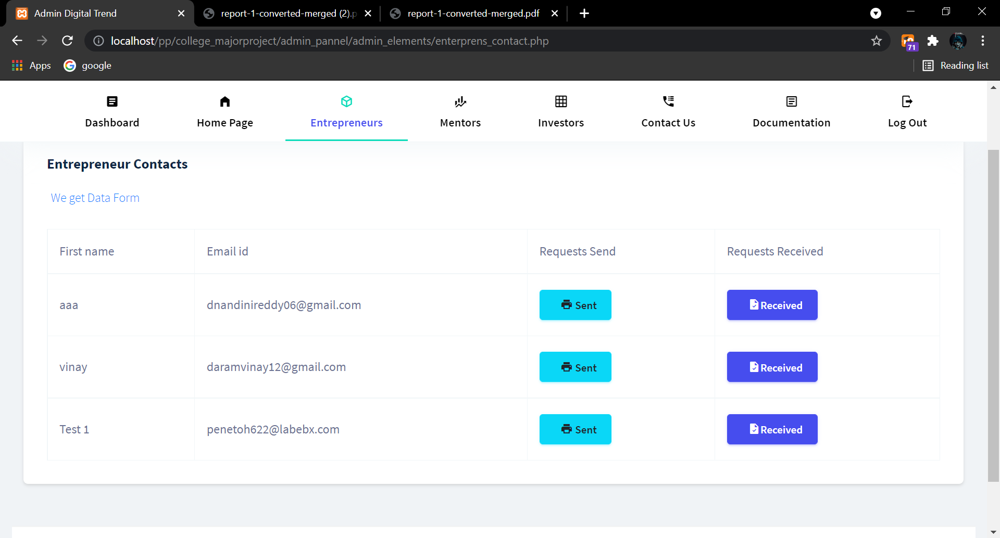 Admin Digital Trend
report-1-converted-merged (2).p
report-1-converted-merged.pdf
localhost/pp/college_majorproject/admin_pannel/admin_elements/enterprens_contact.php
71
Apps
google
Reading list
Dashboard
Home Page
Entrepreneurs
Mentors
Investors
Contact Us
Documentation
Log Out
Entrepreneur Contacts
We get Data Form
First name Email id Requests Send Requests Received
aaa dnandinireddy06@gmail.com Sent Received
vinay daramvinay12@gmail.com Sent Received
Test 1 penetoh622@labebx.com Sent Received